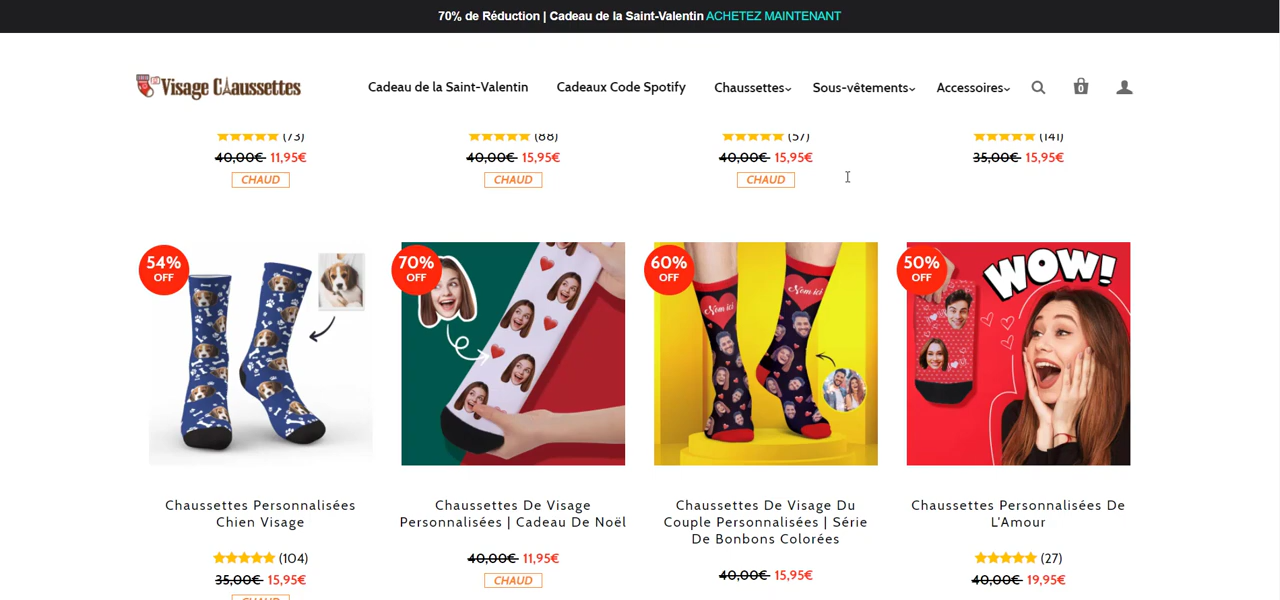 70% de Réduction | Cadeau de la Saint-Valentin ACHETEZ MAINTENANT
Visage Chaussettes
Cadeau de la Saint-Valentin
Cadeaux Code Spotify
Chaussettes
Sous-vêtements
Accessoires
0
(73)
(88)
(57)
(141)
40,00€ 11,95€
40,00€ 15,95€
40,00€ 15,95€
35,00€ 15,95€
CHAUD
CHAUD
CHAUD
54%
OFF
70%
OFF
60%
OFF
Nom ici
Nom ici
50%
OFF
WOW!
Chaussettes Personnalisées
Chien Visage
(104)
35,00€ 15,95€
CHAUD
Chaussettes De Visage
Personnalisées | Cadeau De Noël
40,00€ 11,95€
CHAUD
Chaussettes De Visage Du
Couple Personnalisées | Série
De Bonbons Colorées
40,00€ 15,95€
Chaussettes Personnalisées De
L'Amour
(27)
40,00€ 19,95€